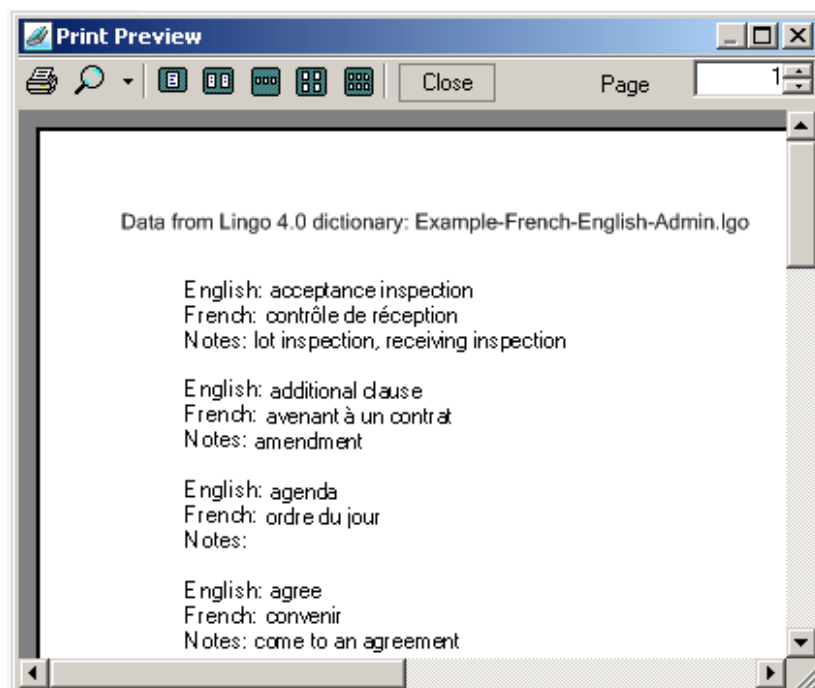 Print Preview
Close Page 1
Data from Lingo 4.0 dictionary: Example-French-English-Admin.lgo
English: acceptance inspection
French: contrôle de réception
Notes: lot inspection, receiving inspection
English: additional clause
French: avenant à un contrat
Notes: amendment
English: agenda
French: ordre du jour
Notes:
English: agree
French: convenir
Notes: come to an agreement